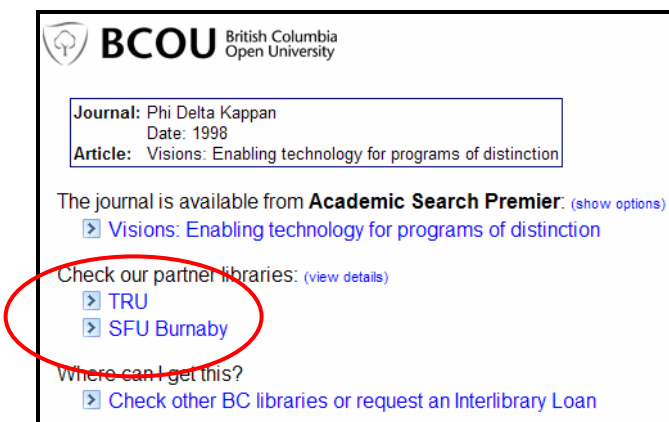 BCOU British Columbia
Open University
Journal: Phi Delta Kappan
Date: 1998
Article: Visions: Enabling technology for programs of distinction
The journal is available from Academic Search Premier: (show options)
Visions: Enabling technology for programs of distinction
Check our partner libraries: (view details)
TRU
SFU Burnaby
Where can I get this?
Check other BC libraries or request an Interlibrary Loan